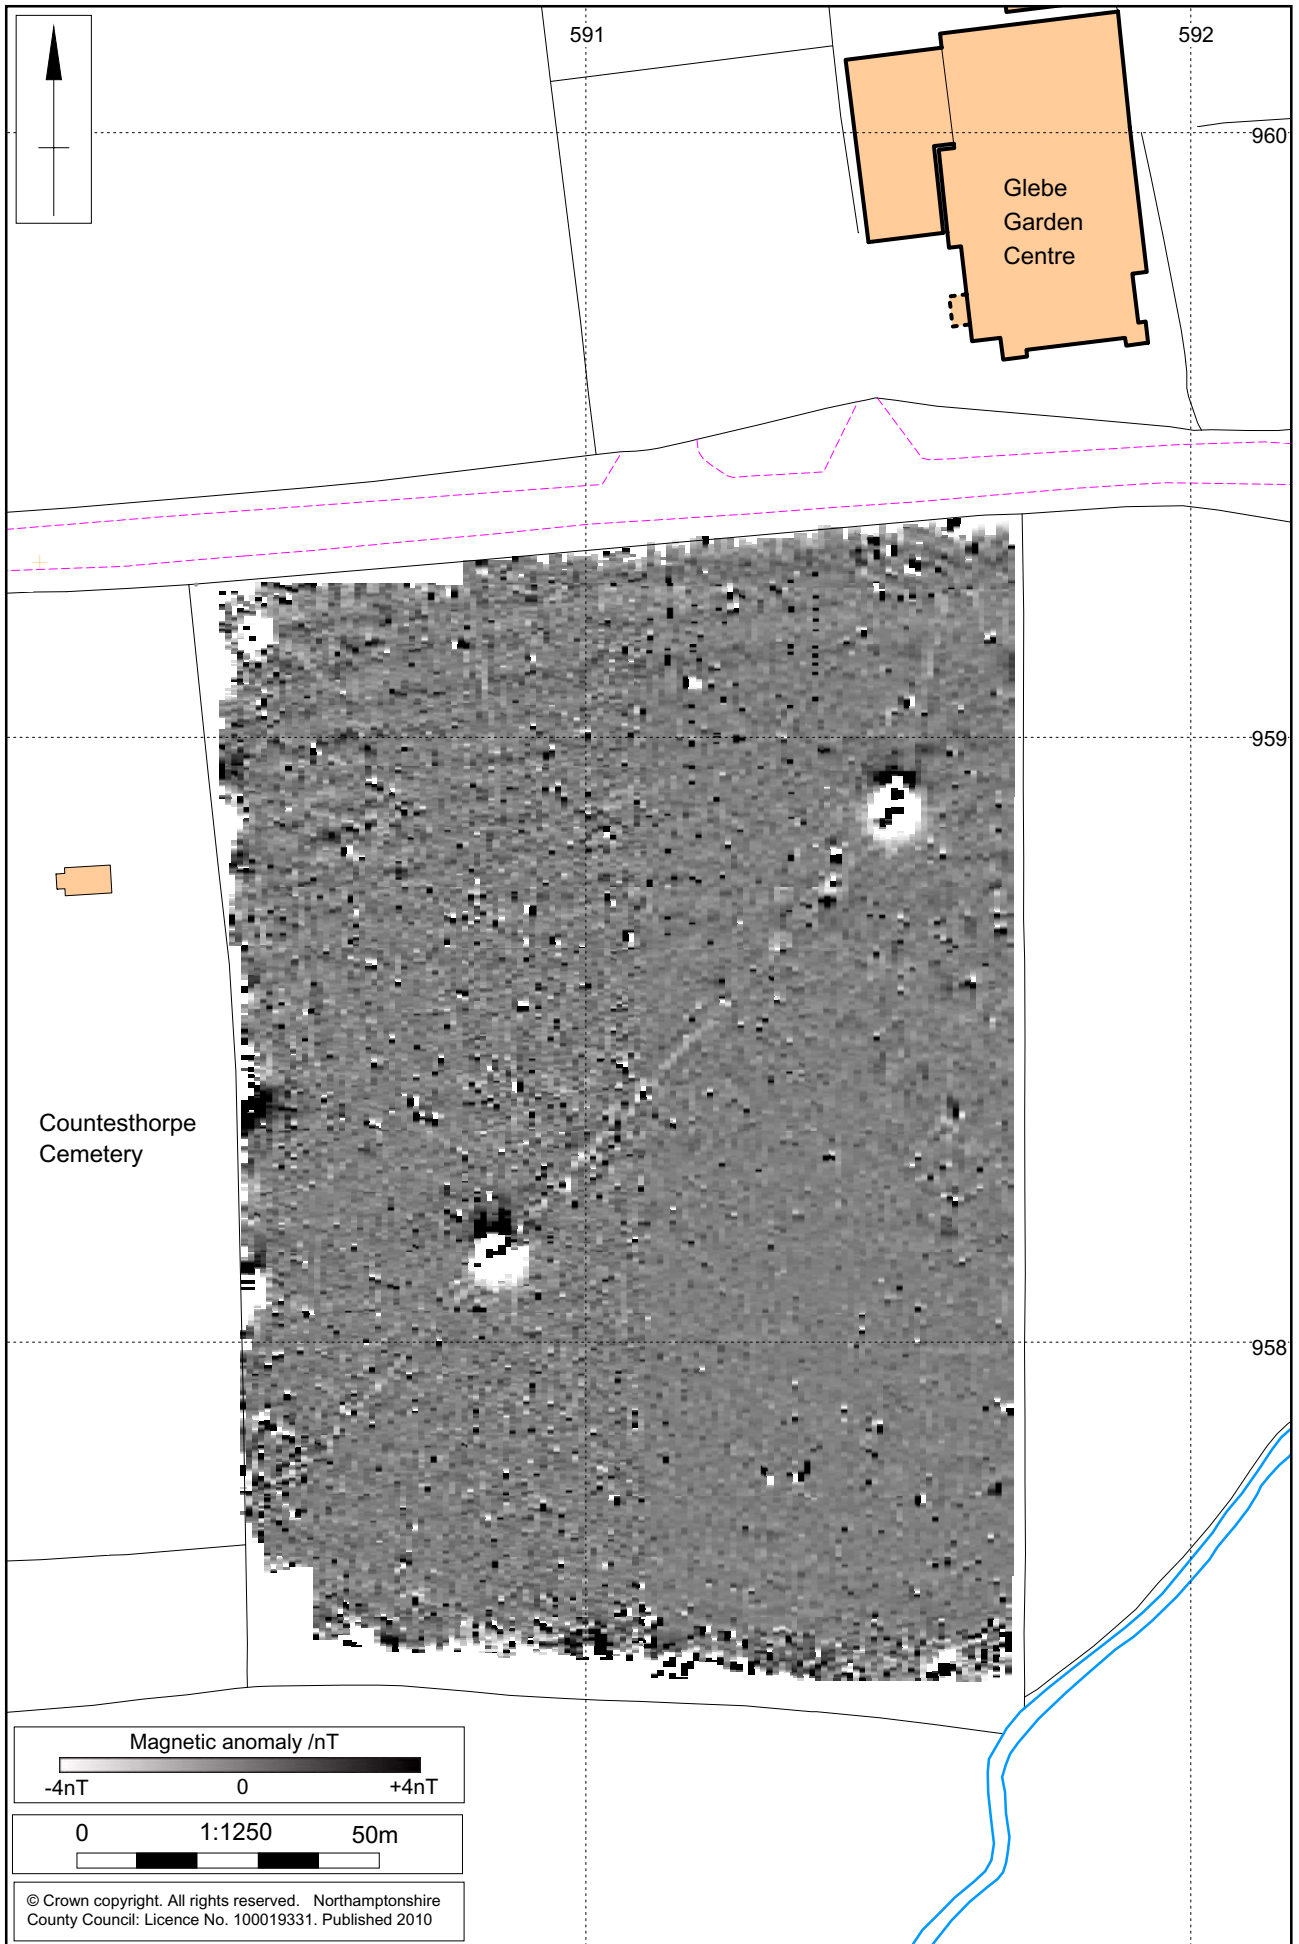 591
592
960
Glebe
Garden
Centre
959
Countesthorpe
Cemetery
958
Magnetic anomaly /nT
-4nT 0 +4nT
0 1:1250 50m
© Crown copyright. All rights reserved. Northamptonshire
County Council: Licence No. 100019331. Published 2010